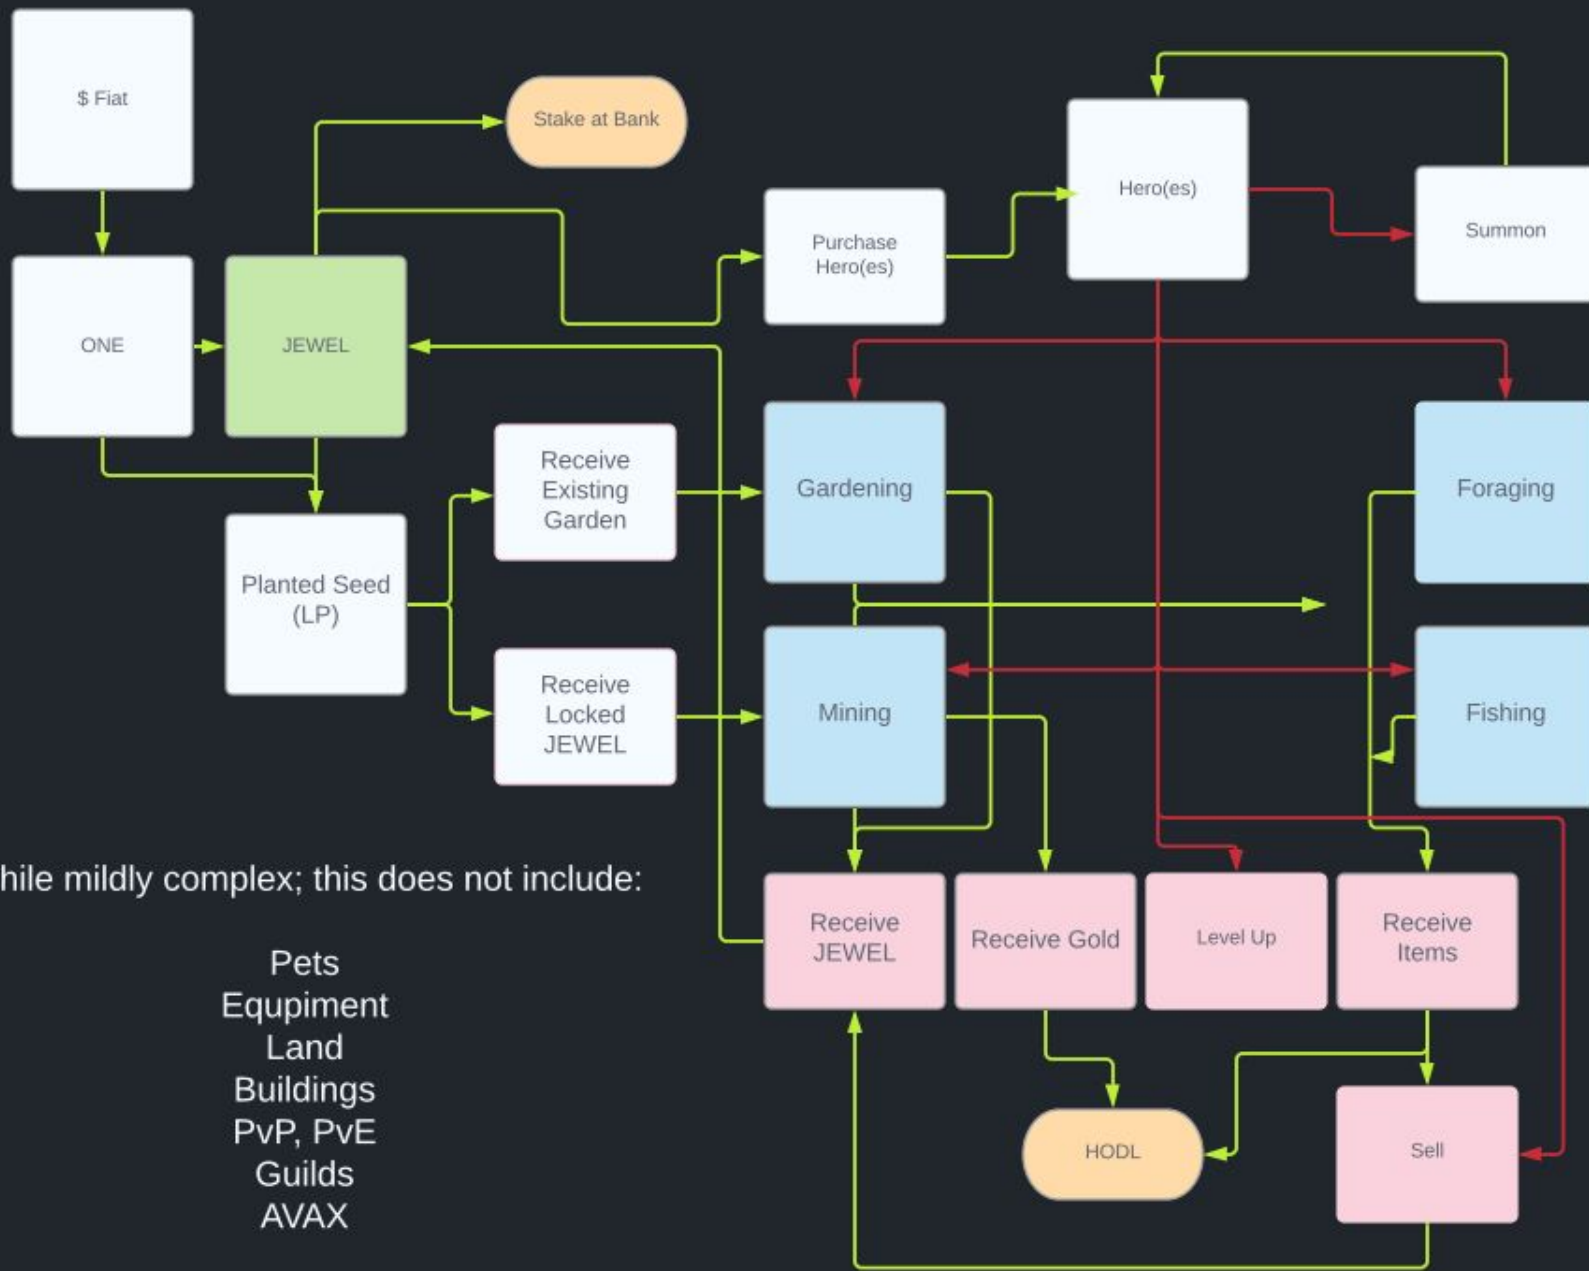 $ Fiat
Stake at Bank
Hero(es)
Summon
Purchase
Hero(es)
ONE
JEWEL
Receive
Existing
Garden
Gardening
Foraging
Planted Seed
(LP)
Receive
Locked
JEWEL
Mining
Fishing
hile mildly complex; this does not include:
Pets
Equpiment
Land
Buildings
PvP, PvE
Guilds
AVAX
Receive
JEWEL
Receive Gold
Level Up
Receive
Items
HODL
Sell